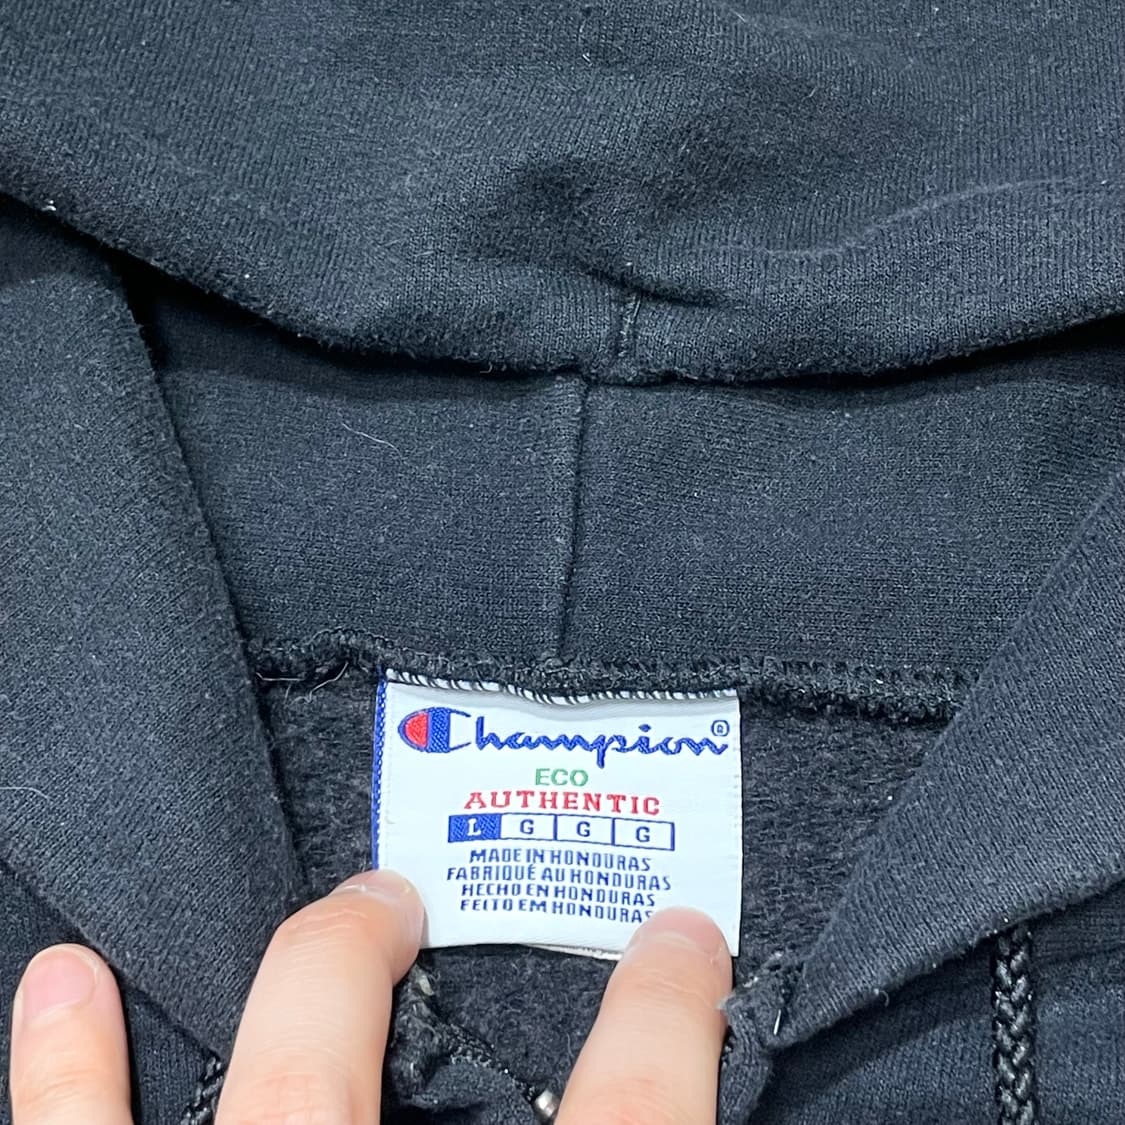 Champion®
ECO
AUTHENTIC
L G G G
MADE IN HONDURAS
FABRIQUÉ AU HONDURAS
HECHO EN HONDURAS
FEITO EM HONDURAS